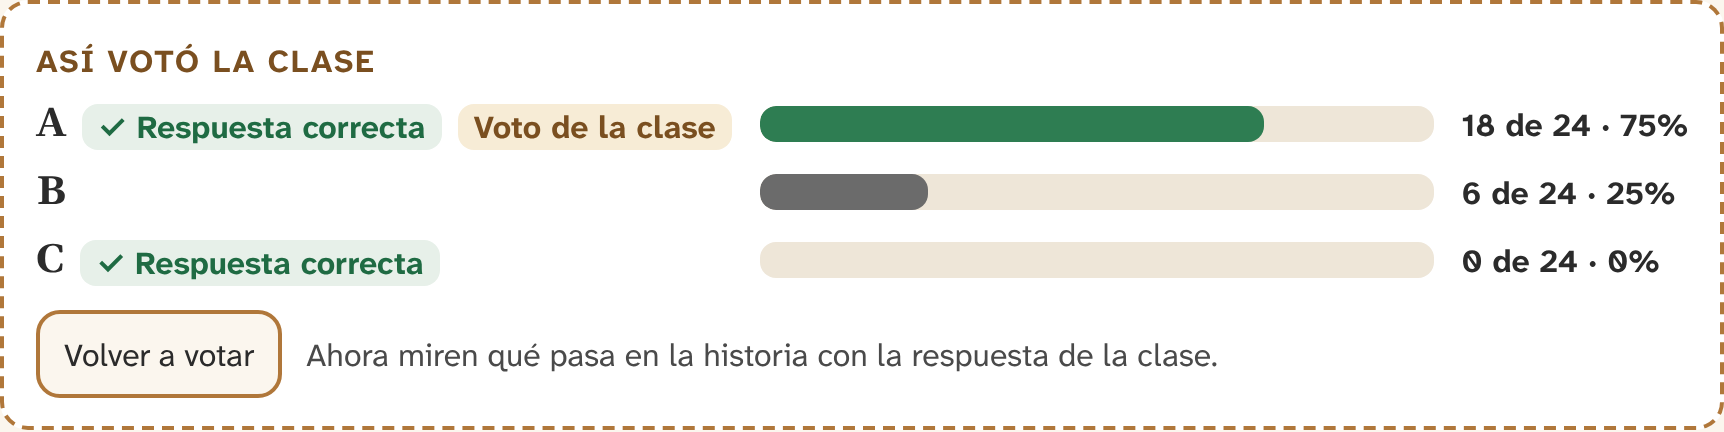 ASÍ VOTÓ LA CLASE
A ✓ Respuesta correcta Voto de la clase 18 de 24 · 75%
B 6 de 24 · 25%
C ✓ Respuesta correcta 0 de 24 · 0%
Volver a votar Ahora miren qué pasa en la historia con la respuesta de la clase.